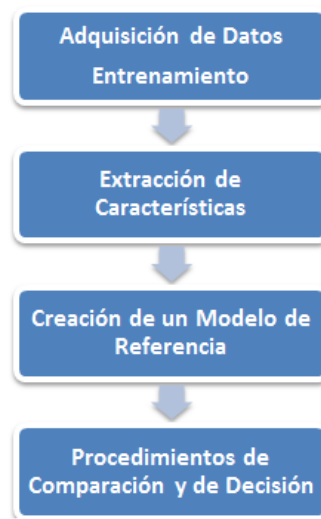 Adquisición de Datos
Entrenamiento
Extracción de
Características
Creación de un Modelo de
Referencia
Procedimientos de
Comparación y de Decisión